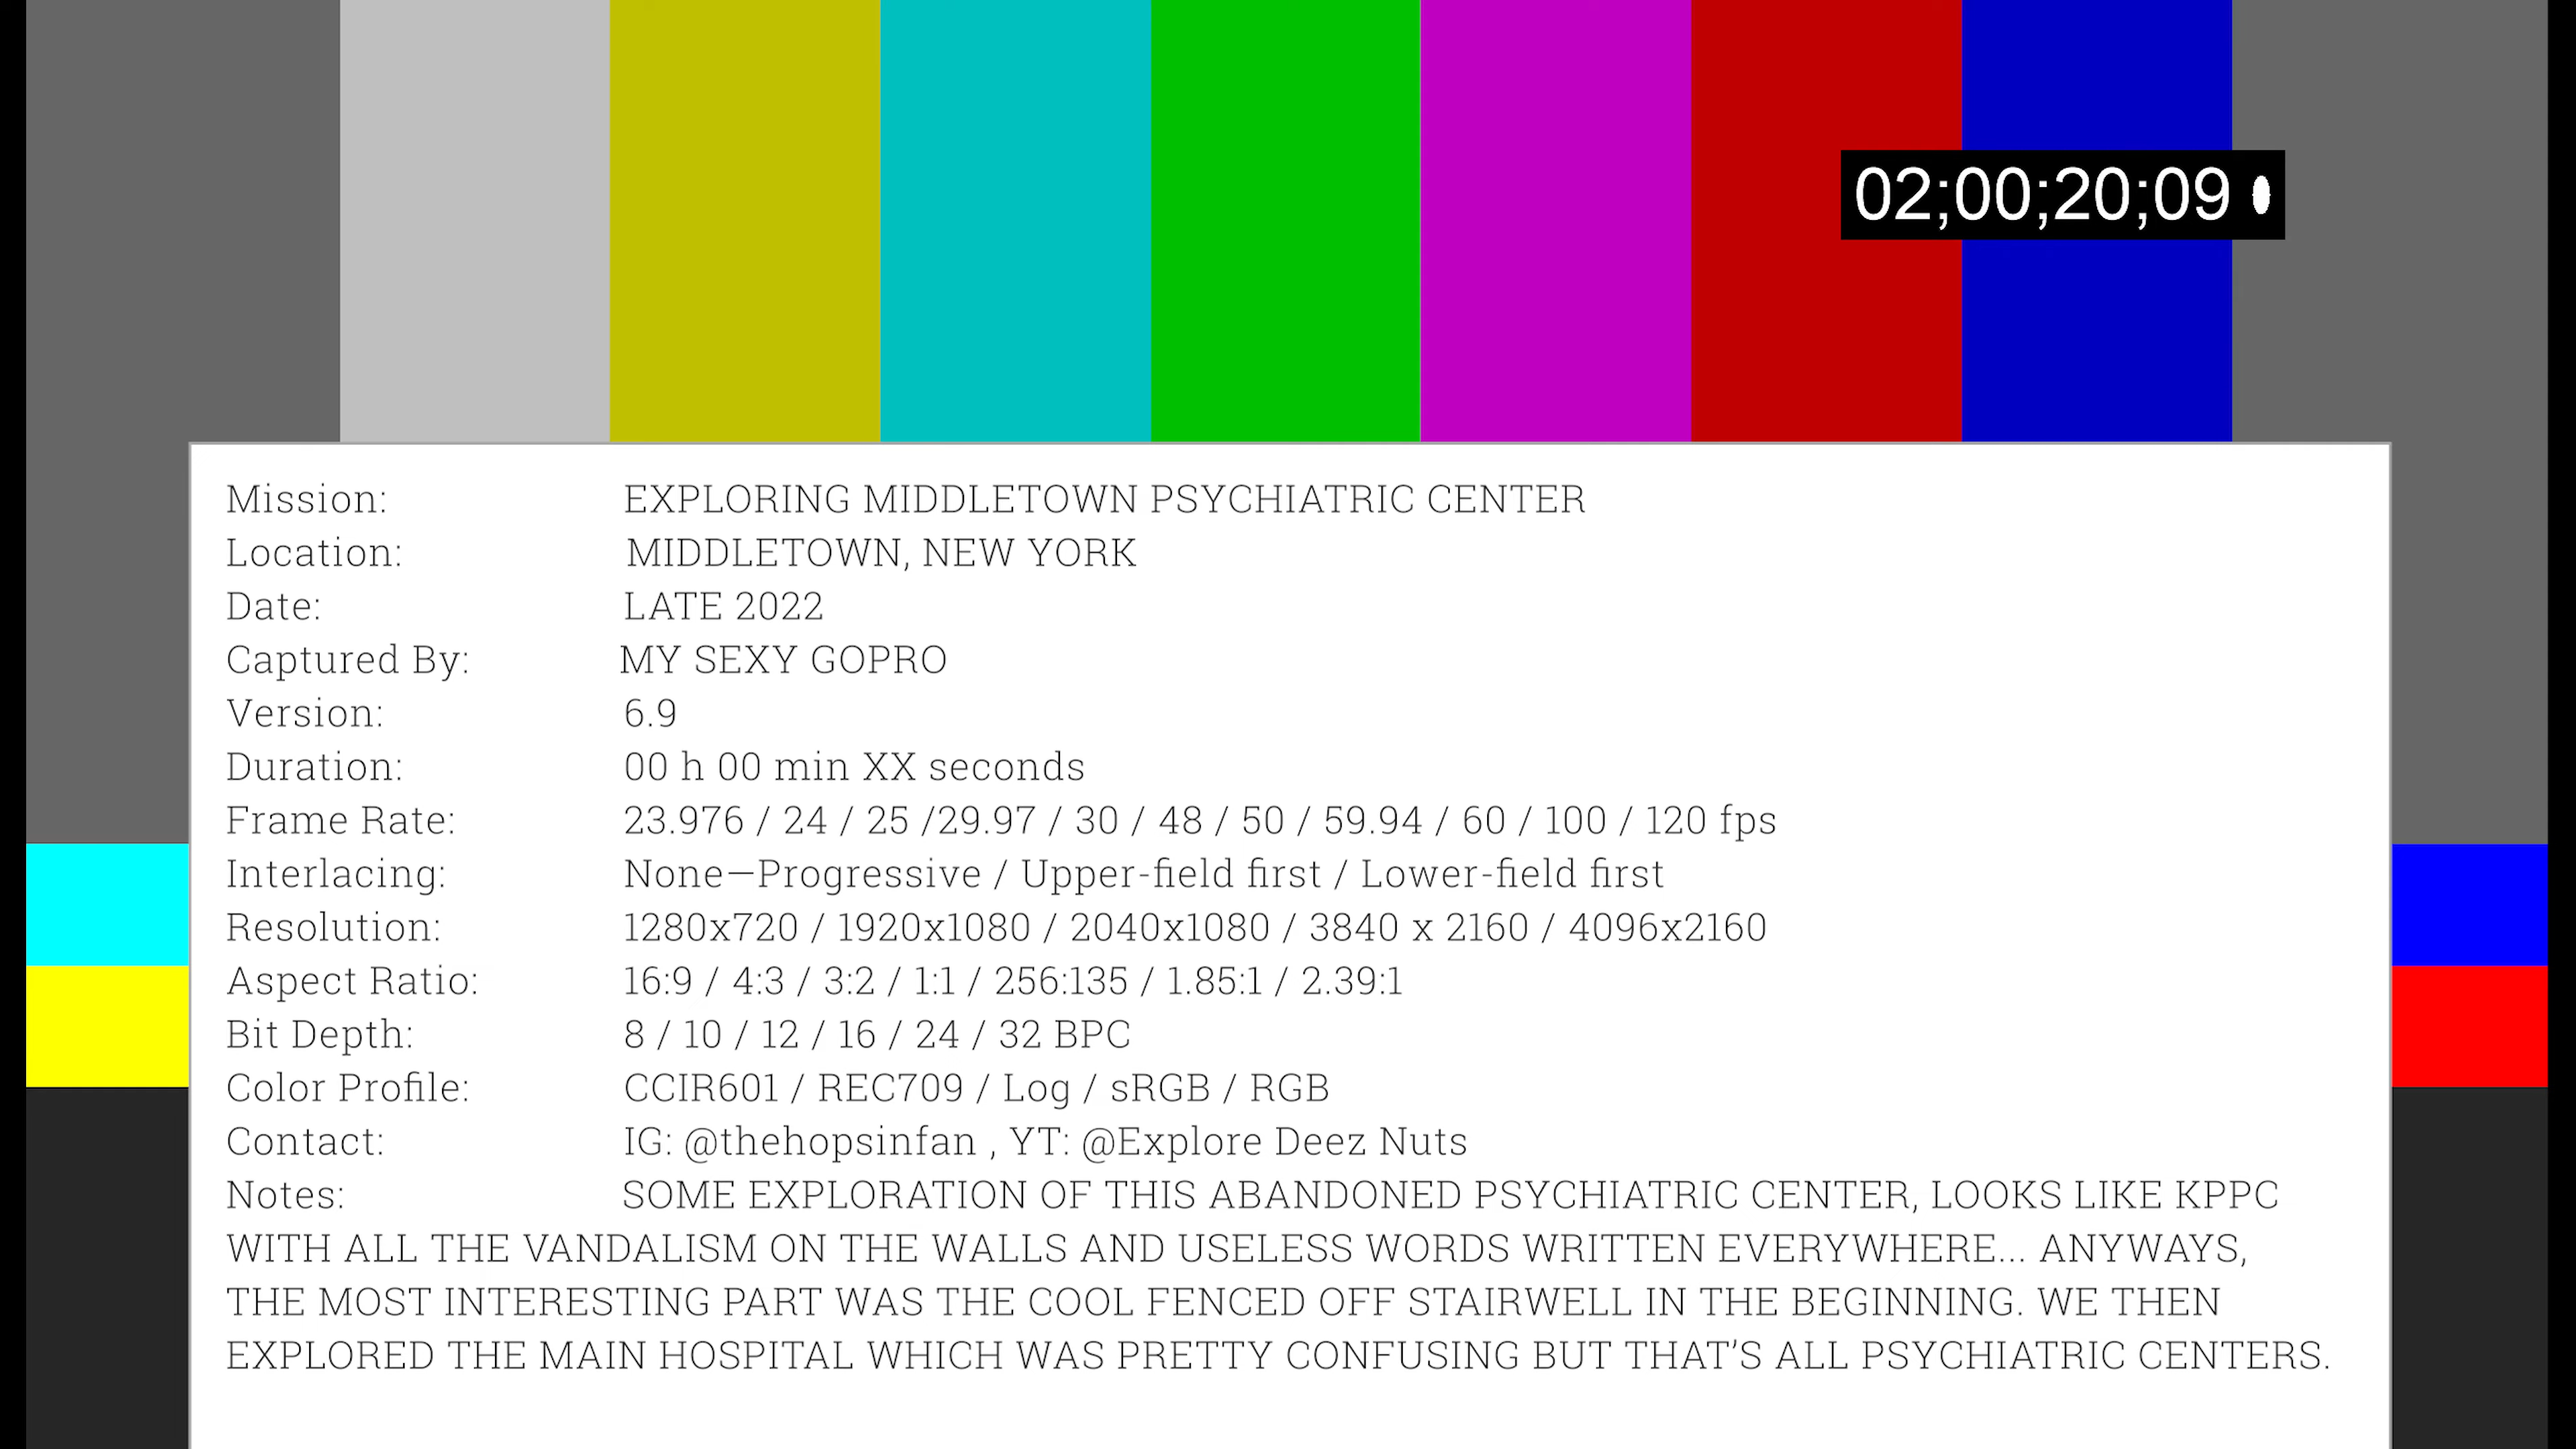 02;00;20;09
Mission: EXPLORING MIDDLETOWN PSYCHIATRIC CENTER
Location: MIDDLETOWN, NEW YORK
Date: LATE 2022
Captured By: MY SEXY GOPRO
Version: 6.9
Duration: 00 h 00 min XX seconds
Frame Rate: 23.976 / 24 / 25 /29.97 / 30 / 48 / 50 / 59.94 / 60 / 100 / 120 fps
Interlacing: None—Progressive / Upper-field first / Lower-field first
Resolution: 1280x720 / 1920x1080 / 2040x1080 / 3840 x 2160 / 4096x2160
Aspect Ratio: 16:9 / 4:3 / 3:2 / 1:1 / 256:135 / 1.85:1 / 2.39:1
Bit Depth: 8 / 10 / 12 / 16 / 24 / 32 BPC
Color Profile: CCIR601 / REC709 / Log / sRGB / RGB
Contact: IG: @thehopsinfan , YT: @Explore Deez Nuts
Notes: SOME EXPLORATION OF THIS ABANDONED PSYCHIATRIC CENTER, LOOKS LIKE KPPC
WITH ALL THE VANDALISM ON THE WALLS AND USELESS WORDS WRITTEN EVERYWHERE... ANYWAYS,
THE MOST INTERESTING PART WAS THE COOL FENCED OFF STAIRWELL IN THE BEGINNING. WE THEN
EXPLORED THE MAIN HOSPITAL WHICH WAS PRETTY CONFUSING BUT THAT'S ALL PSYCHIATRIC CENTERS.